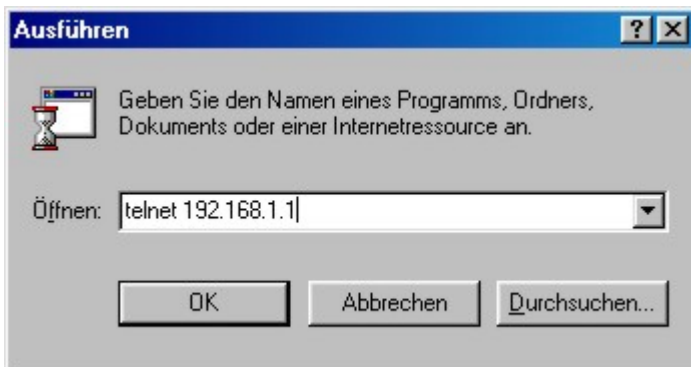 Ausführen
Geben Sie den Namen eines Programms, Ordners,
Dokuments oder einer Internetressource an.
Öffnen: telnet 192.168.1.1
OK Abbrechen Durchsuchen...